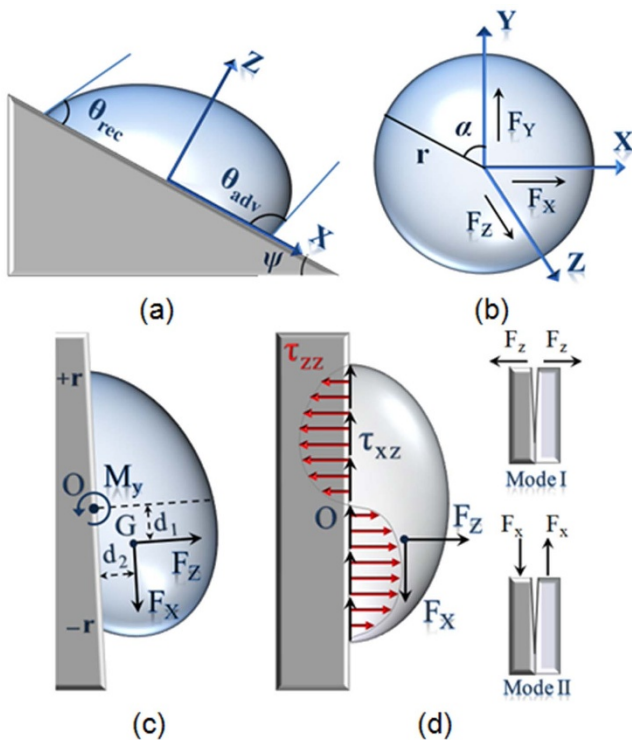 Z
θrec
θadv
X
ψ
(a)
Y
α
FY
r
X
FX
FZ
Z
(b)
+r
O
My
G
d1
d2
Fz
Fx
−r
(c)
τzz
τxz
O
Fz
Fx
(d)
Fz Fz
Mode I
Fx Fx
Mode II